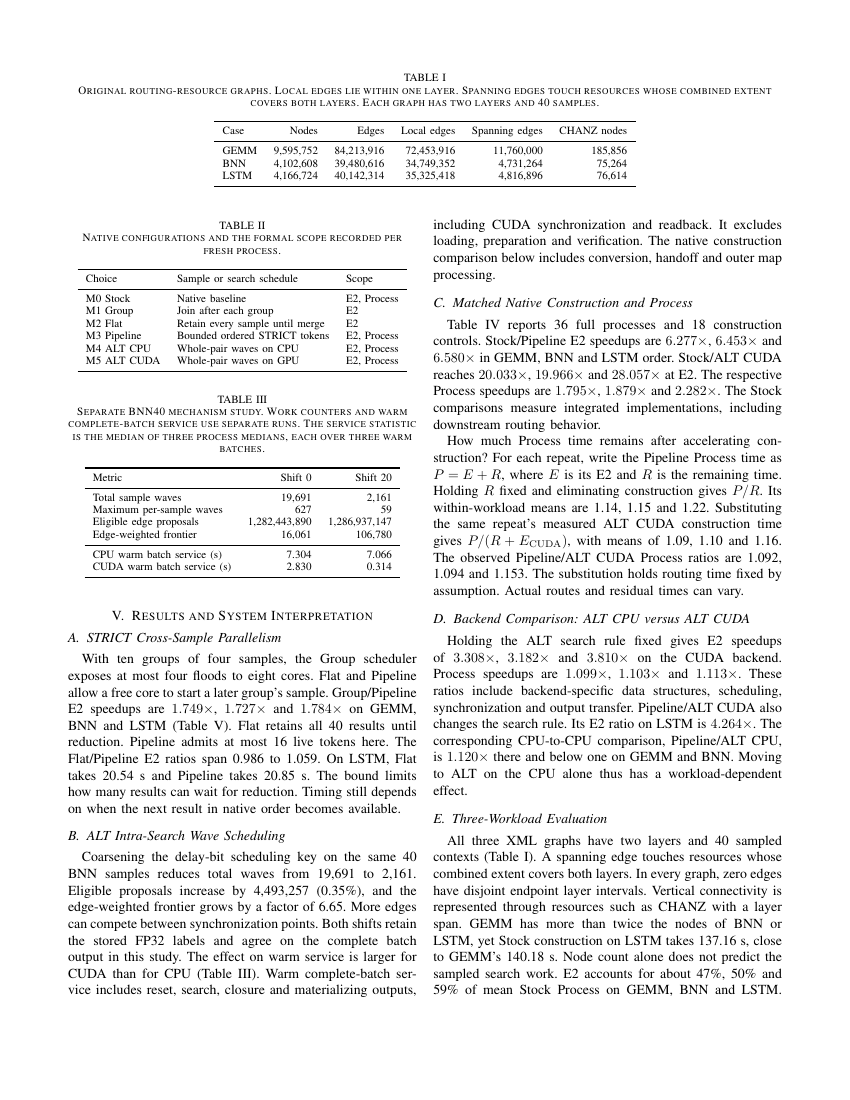 TABLE I
ORIGINAL ROUTING-RESOURCE GRAPHS. LOCAL EDGES LIE WITHIN ONE LAYER. SPANNING EDGES TOUCH RESOURCES WHOSE COMBINED EXTENT
COVERS BOTH LAYERS. EACH GRAPH HAS TWO LAYERS AND 40 SAMPLES.
Case Nodes Edges Local edges Spanning edges CHANZ nodes
GEMM 9,595,752 84,213,916 72,453,916 11,760,000 185,856
BNN 4,102,608 39,480,616 34,749,352 4,731,264 75,264
LSTM 4,166,724 40,142,314 35,325,418 4,816,896 76,614
TABLE II
NATIVE CONFIGURATIONS AND THE FORMAL SCOPE RECORDED PER
FRESH PROCESS.
Choice Sample or search schedule Scope
M0 Stock Native baseline E2, Process
M1 Group Join after each group E2
M2 Flat Retain every sample until merge E2
M3 Pipeline Bounded ordered STRICT tokens E2, Process
M4 ALT CPU Whole-pair waves on CPU E2, Process
M5 ALT CUDA Whole-pair waves on GPU E2, Process
TABLE III
SEPARATE BNN40 MECHANISM STUDY. WORK COUNTERS AND WARM
COMPLETE-BATCH SERVICE USE SEPARATE RUNS. THE SERVICE STATISTIC
IS THE MEDIAN OF THREE PROCESS MEDIANS, EACH OVER THREE WARM
BATCHES.
Metric Shift 0 Shift 20
Total sample waves 19,691 2,161
Maximum per-sample waves 627 59
Eligible edge proposals 1,282,443,890 1,286,937,147
Edge-weighted frontier 16,061 106,780
CPU warm batch service (s) 7.304 7.066
CUDA warm batch service (s) 2.830 0.314
V. RESULTS AND SYSTEM INTERPRETATION
A. STRICT Cross-Sample Parallelism
With ten groups of four samples, the Group scheduler
exposes at most four floods to eight cores. Flat and Pipeline
allow a free core to start a later group's sample. Group/Pipeline
E2 speedups are 1.749×, 1.727× and 1.784× on GEMM,
BNN and LSTM (Table V). Flat retains all 40 results until
reduction. Pipeline admits at most 16 live tokens here. The
Flat/Pipeline E2 ratios span 0.986 to 1.059. On LSTM, Flat
takes 20.54 s and Pipeline takes 20.85 s. The bound limits
how many results can wait for reduction. Timing still depends
on when the next result in native order becomes available.
B. ALT Intra-Search Wave Scheduling
Coarsening the delay-bit scheduling key on the same 40
BNN samples reduces total waves from 19,691 to 2,161.
Eligible proposals increase by 4,493,257 (0.35%), and the
edge-weighted frontier grows by a factor of 6.65. More edges
can compete between synchronization points. Both shifts retain
the stored FP32 labels and agree on the complete batch
output in this study. The effect on warm service is larger for
CUDA than for CPU (Table III). Warm complete-batch ser-
vice includes reset, search, closure and materializing outputs,
including CUDA synchronization and readback. It excludes
loading, preparation and verification. The native construction
comparison below includes conversion, handoff and outer map
processing.
C. Matched Native Construction and Process
Table IV reports 36 full processes and 18 construction
controls. Stock/Pipeline E2 speedups are 6.277×, 6.453× and
6.580× in GEMM, BNN and LSTM order. Stock/ALT CUDA
reaches 20.033×, 19.966× and 28.057× at E2. The respective
Process speedups are 1.795×, 1.879× and 2.282×. The Stock
comparisons measure integrated implementations, including
downstream routing behavior.
How much Process time remains after accelerating con-
struction? For each repeat, write the Pipeline Process time as
P = E + R, where E is its E2 and R is the remaining time.
Holding R fixed and eliminating construction gives P/R. Its
within-workload means are 1.14, 1.15 and 1.22. Substituting
the same repeat's measured ALT CUDA construction time
gives P/(R + E_CUDA), with means of 1.09, 1.10 and 1.16.
The observed Pipeline/ALT CUDA Process ratios are 1.092,
1.094 and 1.153. The substitution holds routing time fixed by
assumption. Actual routes and residual times can vary.
D. Backend Comparison: ALT CPU versus ALT CUDA
Holding the ALT search rule fixed gives E2 speedups
of 3.308×, 3.182× and 3.810× on the CUDA backend.
Process speedups are 1.099×, 1.103× and 1.113×. These
ratios include backend-specific data structures, scheduling,
synchronization and output transfer. Pipeline/ALT CUDA also
changes the search rule. Its E2 ratio on LSTM is 4.264×. The
corresponding CPU-to-CPU comparison, Pipeline/ALT CPU,
is 1.120× there and below one on GEMM and BNN. Moving
to ALT on the CPU alone thus has a workload-dependent
effect.
E. Three-Workload Evaluation
All three XML graphs have two layers and 40 sampled
contexts (Table I). A spanning edge touches resources whose
combined extent covers both layers. In every graph, zero edges
have disjoint endpoint layer intervals. Vertical connectivity is
represented through resources such as CHANZ with a layer
span. GEMM has more than twice the nodes of BNN or
LSTM, yet Stock construction on LSTM takes 137.16 s, close
to GEMM's 140.18 s. Node count alone does not predict the
sampled search work. E2 accounts for about 47%, 50% and
59% of mean Stock Process on GEMM, BNN and LSTM.